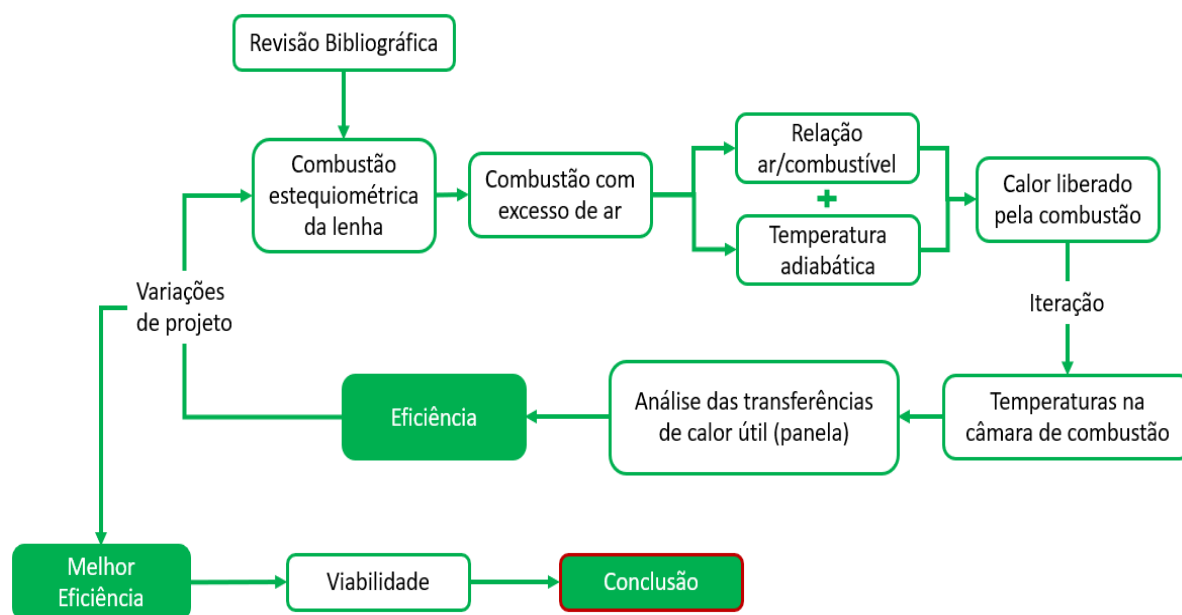 Revisão Bibliográfica
Combustão
estequiométrica
da lenha
Combustão com
excesso de ar
Relação
ar/combustível
+
Temperatura
adiabática
Calor liberado
pela combustão
Iteração
Temperaturas na
câmara de combustão
Análise das transferências
de calor útil (panela)
Eficiência
Variações
de projeto
Melhor
Eficiência
Viabilidade
Conclusão